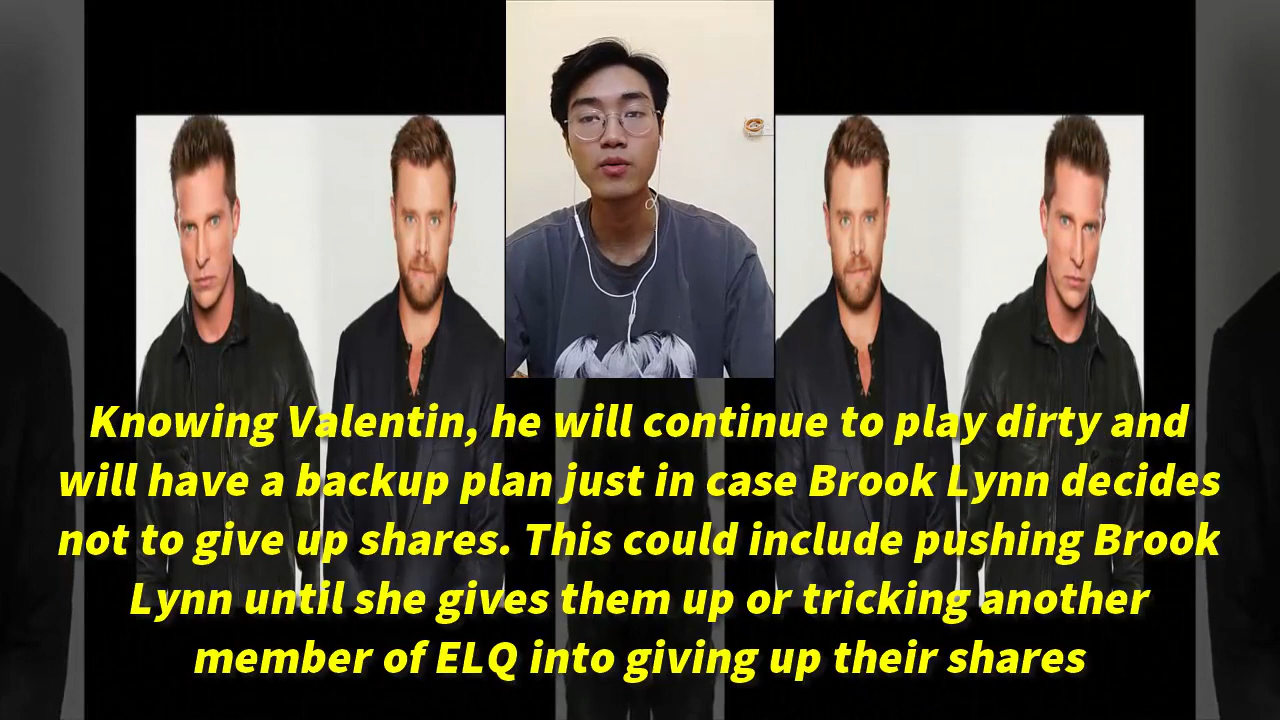 Knowing Valentin, he will continue to play dirty and
will have a backup plan just in case Brook Lynn decides
not to give up shares. This could include pushing Brook
Lynn until she gives them up or tricking another
member of ELQ into giving up their shares